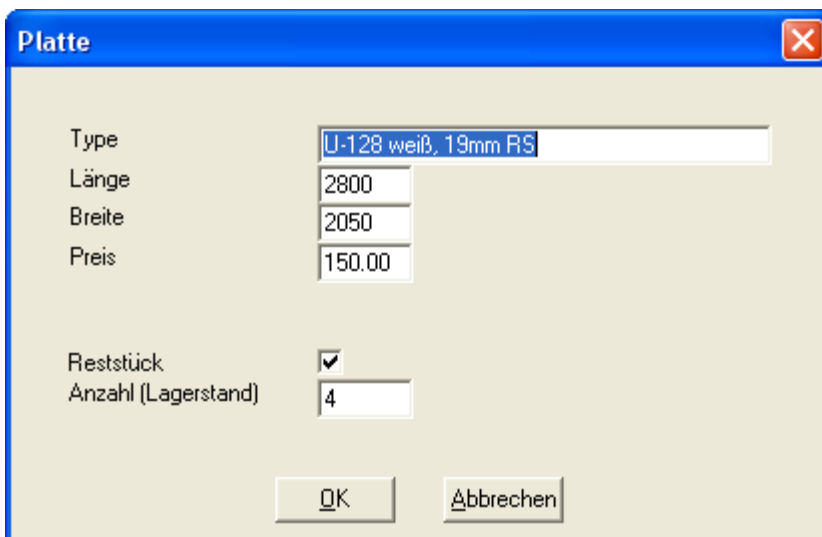 Platte
Type U-128 weiß, 19mm RS
Länge 2800
Breite 2050
Preis 150.00
Reststück
Anzahl (Lagerstand) 4
OK Abbrechen